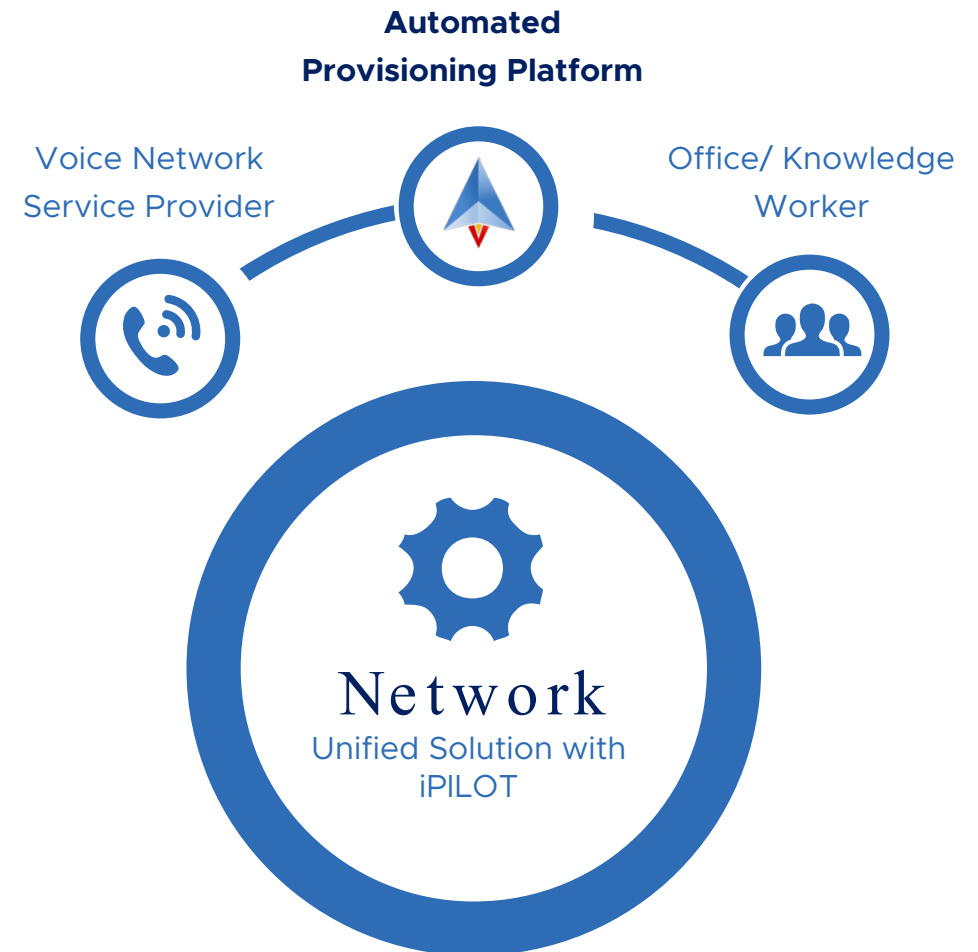 Automated
Provisioning Platform
Voice Network
Service Provider
Office/ Knowledge
Worker
Network
Unified Solution with
iPILOT